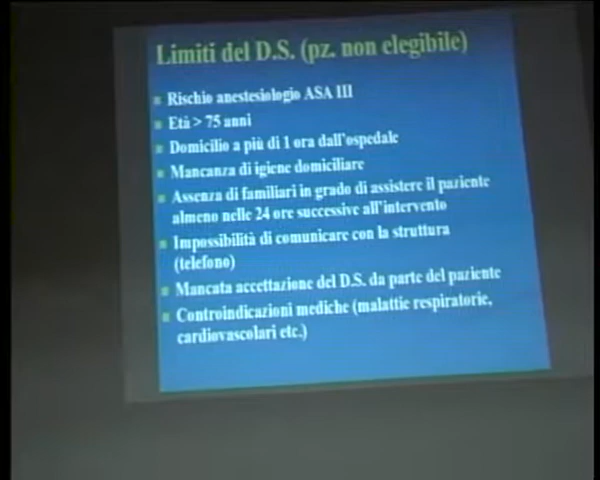 Limiti del D.S. (pz. non elegibile)
Rischio anestesiologio ASA III
Età > 75 anni
Domicilio a più di 1 ora dall'ospedale
Mancanza di igiene domiciliare
Assenza di familiari in grado di assistere il paziente
almeno nelle 24 ore successive all'intervento
Impossibilità di comunicare con la struttura
(telefono)
Mancata accettazione del D.S. da parte del paziente
Controindicazioni mediche (malattie respiratorie,
cardiovascolari etc.)